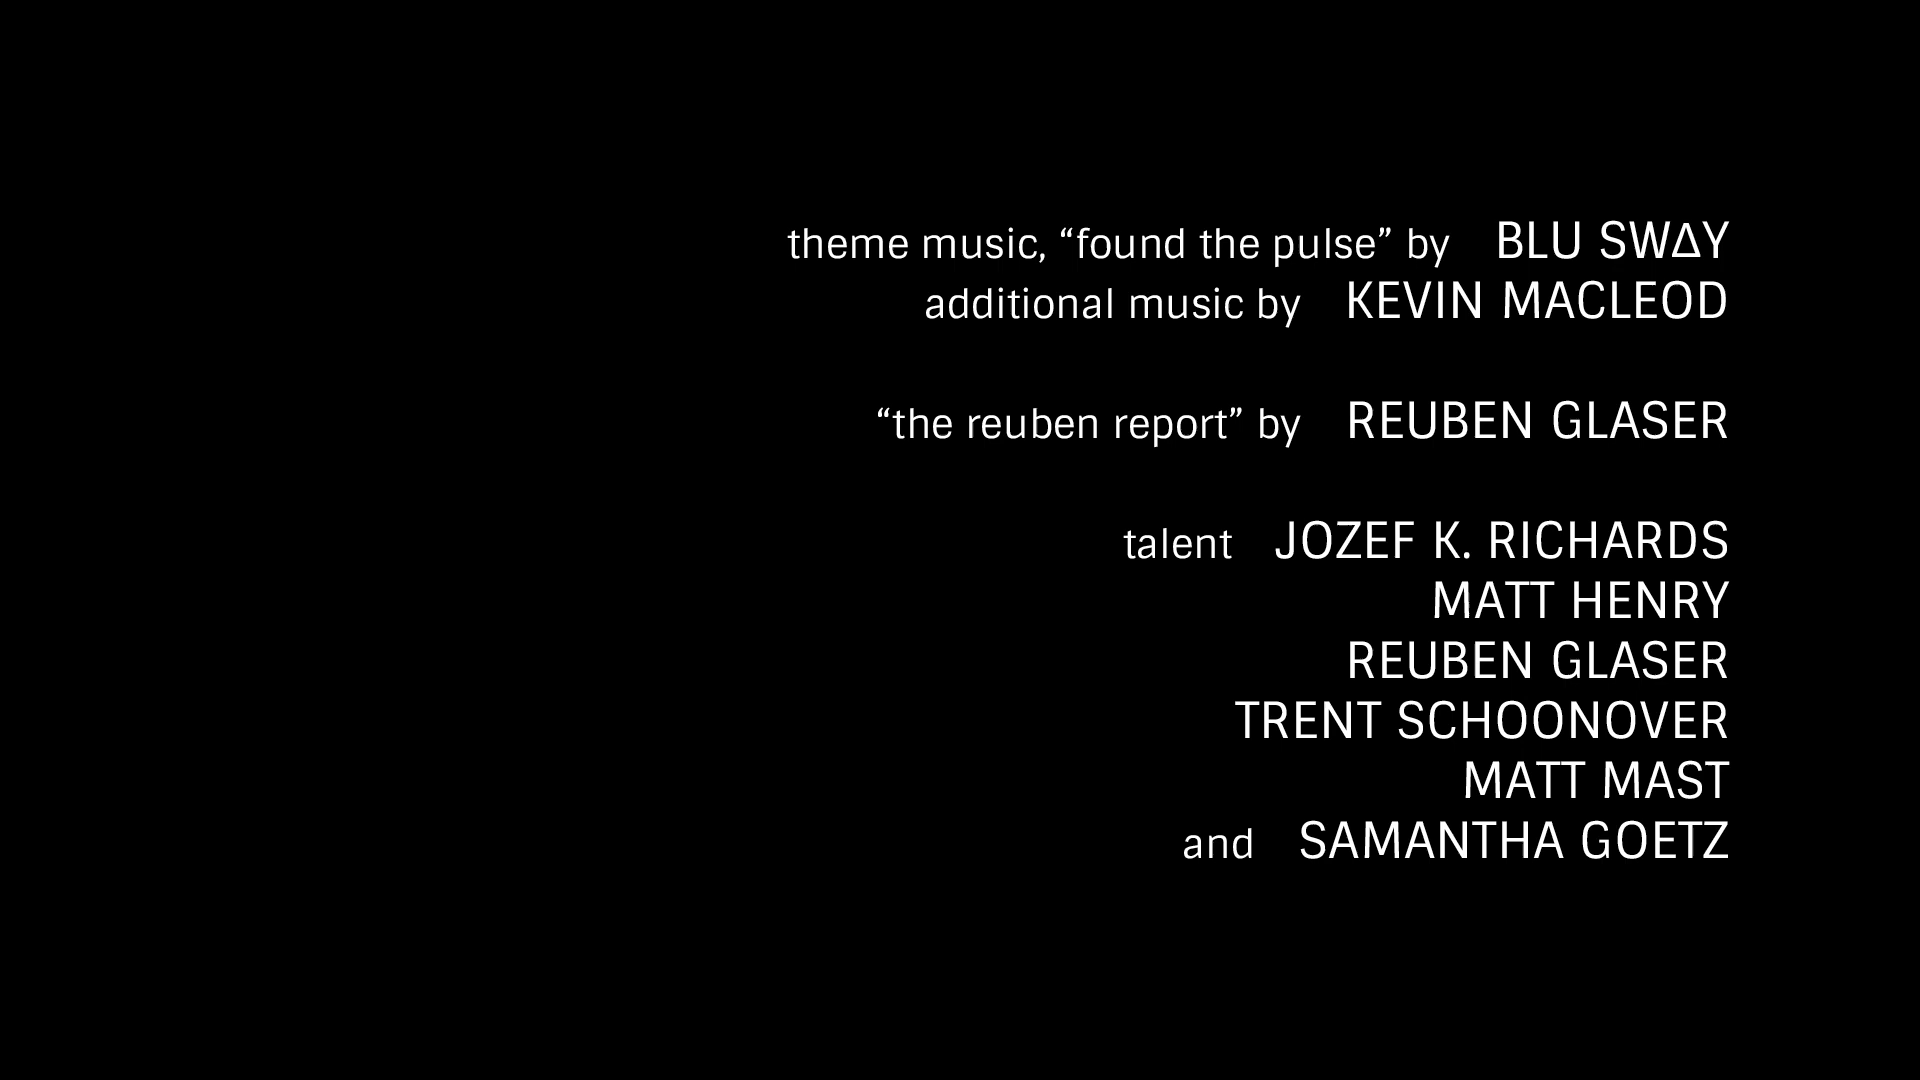 theme music, “found the pulse” by BLU SWΔY
additional music by KEVIN MACLEOD
“the reuben report” by REUBEN GLASER
talent JOZEF K. RICHARDS
MATT HENRY
REUBEN GLASER
TRENT SCHOONOVER
MATT MAST
and SAMANTHA GOETZ